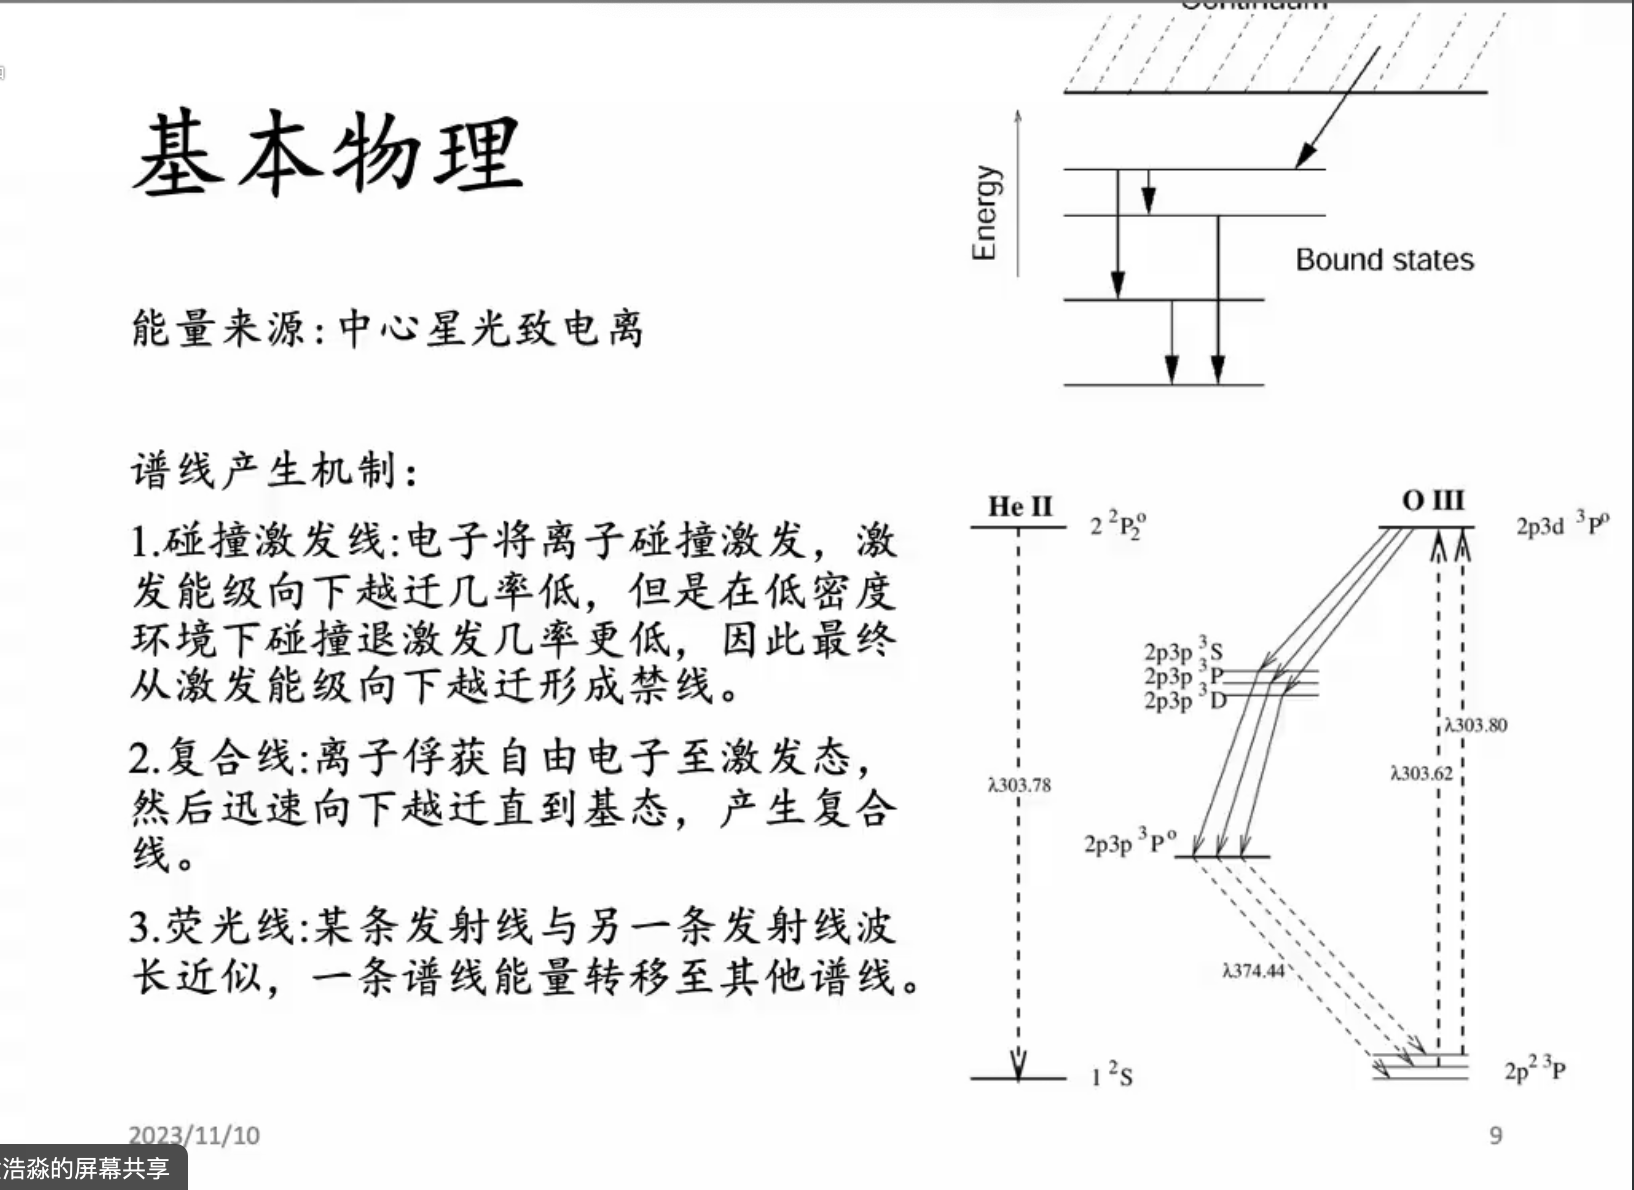 Continuum
基本物理
Energy
Bound states
能量来源:中心星光致电离
谱线产生机制：
1.碰撞激发线:电子将离子碰撞激发，激
发能级向下越迁几率低，但是在低密度
环境下碰撞退激发几率更低，因此最终
从激发能级向下越迁形成禁线。
2.复合线:离子俘获自由电子至激发态，
然后迅速向下越迁直到基态，产生复合
线。
3.荧光线:某条发射线与另一条发射线波
长近似，一条谱线能量转移至其他谱线。
He II
2 ²P₂ᵒ
λ303.78
1 ²S
O III
2p3d ³Pᵒ
2p3p ³S
2p3p ³P
2p3p ³D
λ303.80
λ303.62
2p3p ³Pᵒ
λ374.44
2p² ³P
2023/11/10
9
浩淼的屏幕共享